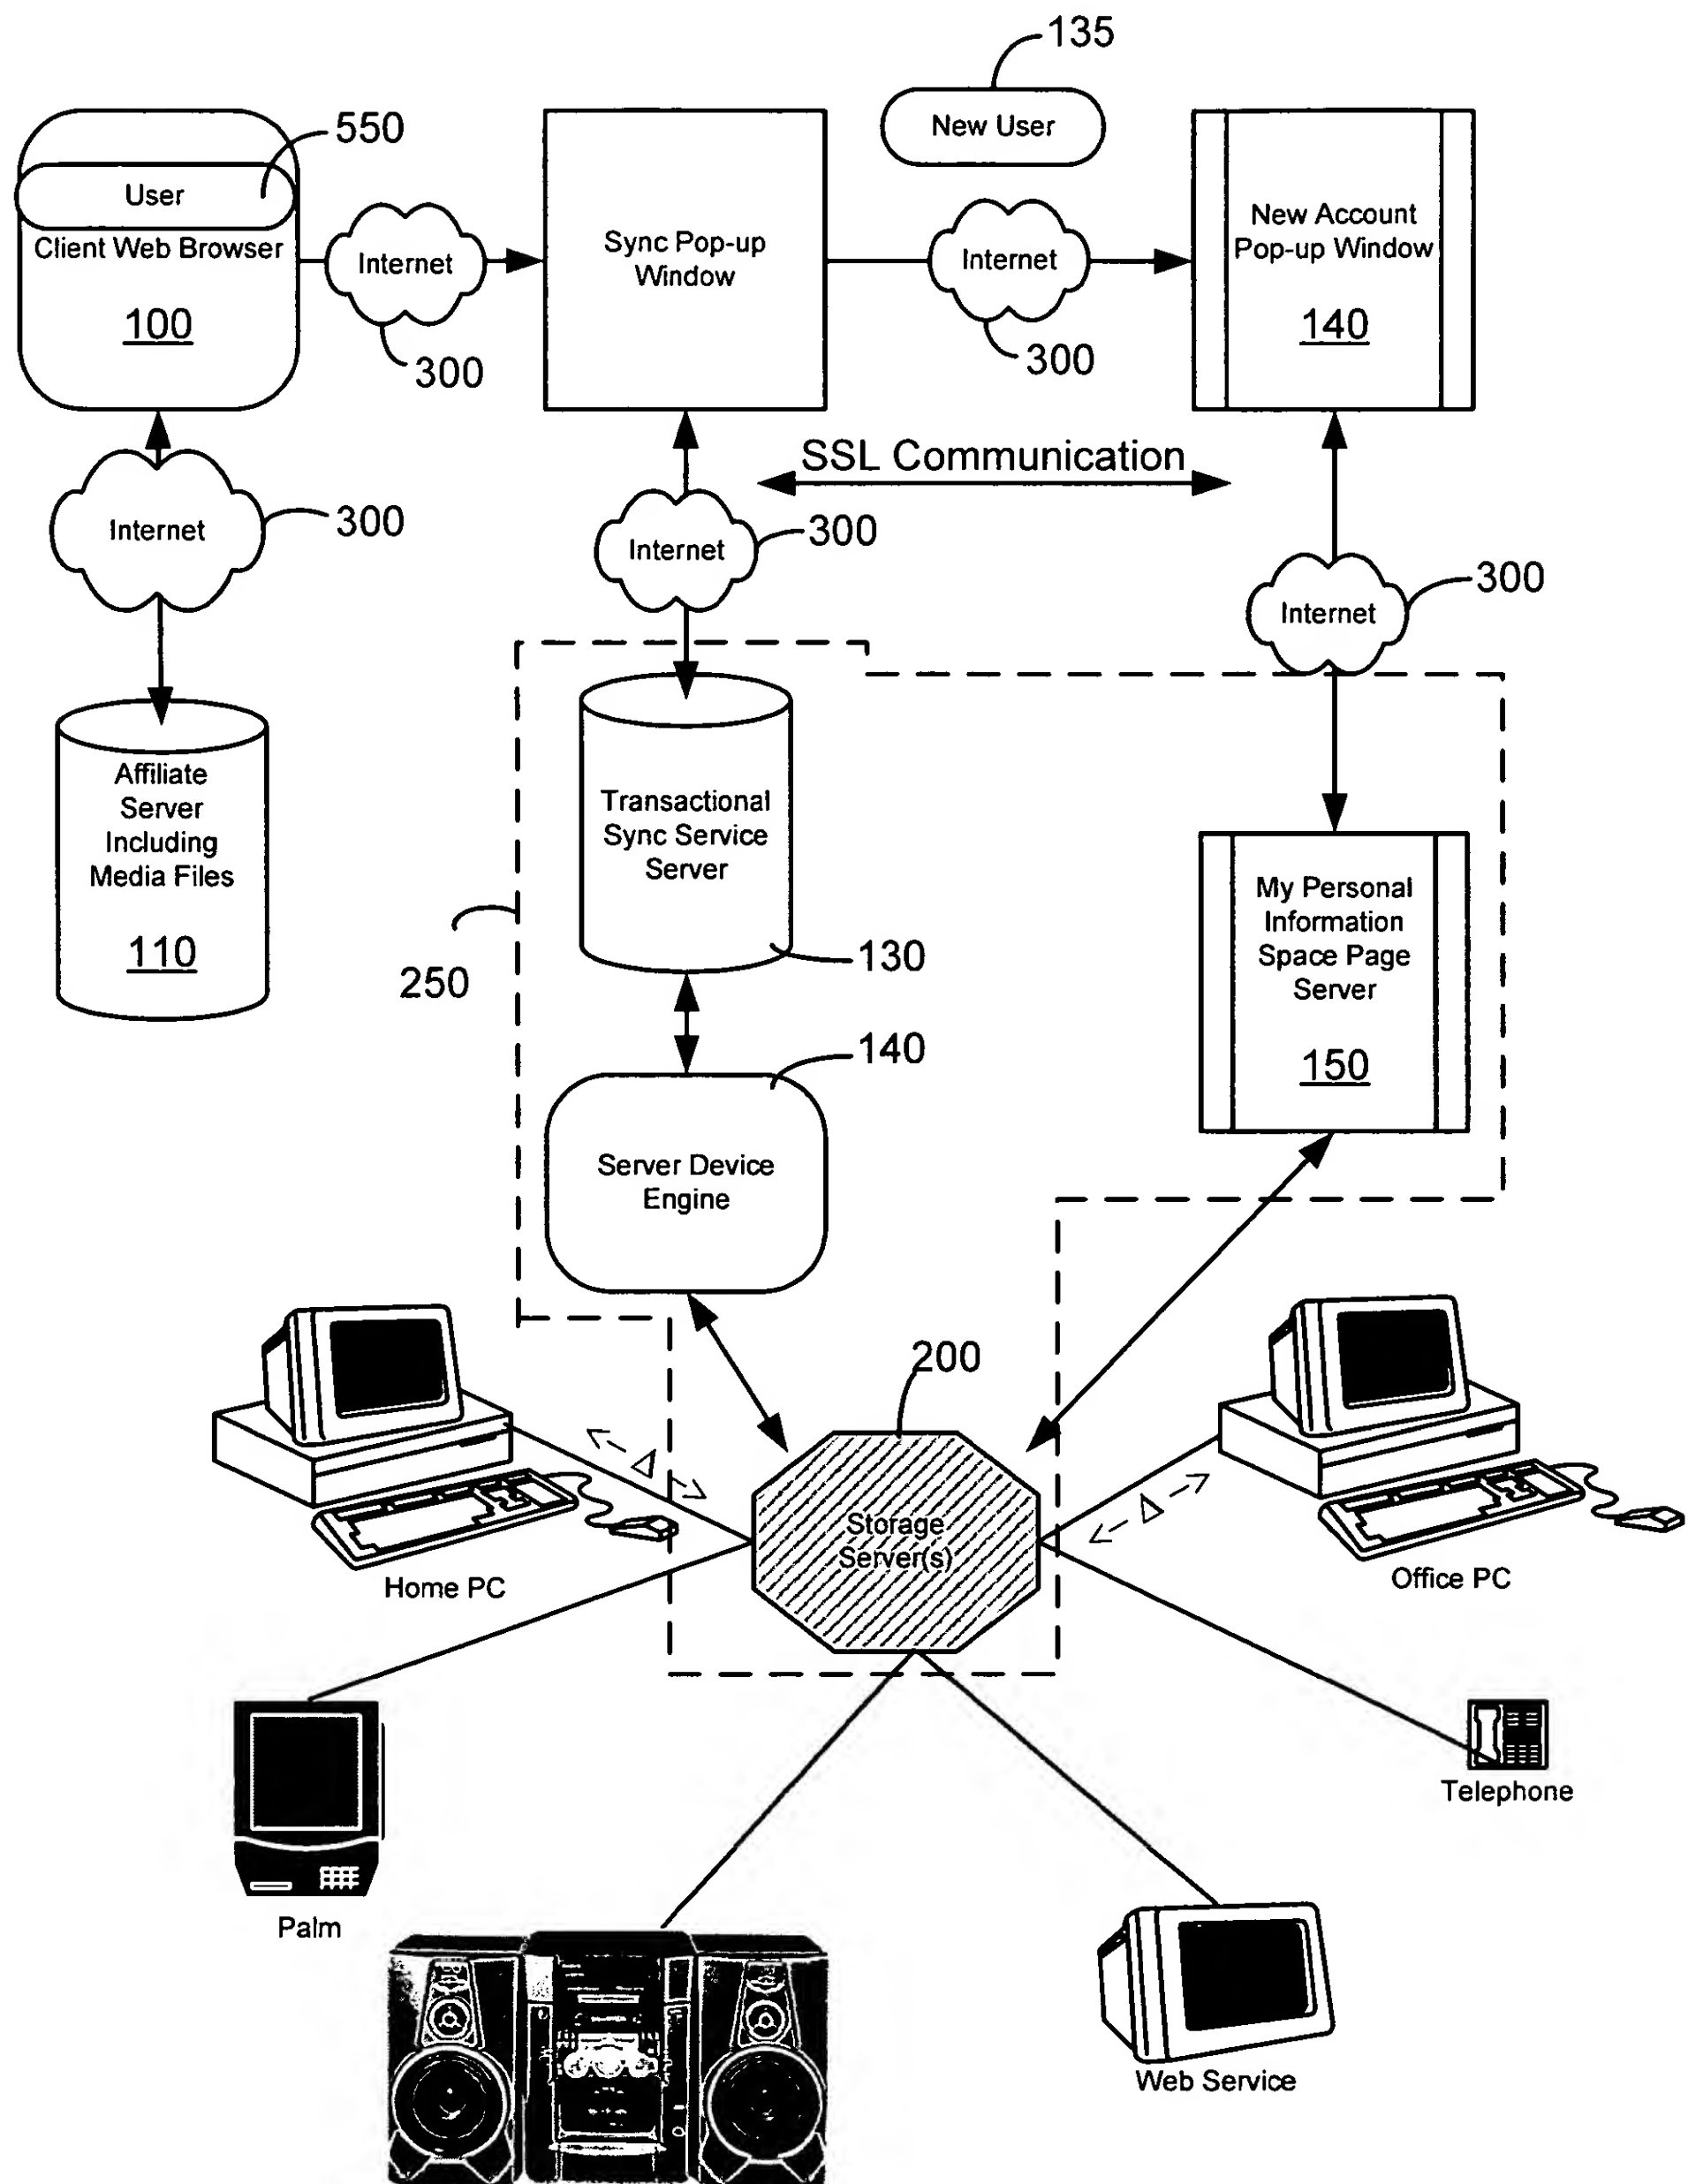 135
New User
550
User
Client Web Browser
100
Internet
300
Sync Pop-up
Window
Internet
300
New Account
Pop-up Window
140
SSL Communication
Internet
300
Internet
300
Internet
300
Affiliate
Server
Including
Media Files
110
Transactional
Sync Service
Server
130
250
My Personal
Information
Space Page
Server
150
140
Server Device
Engine
200
Storage
Server(s)
Δ
Δ
Home PC
Office PC
Palm
Telephone
Web Service